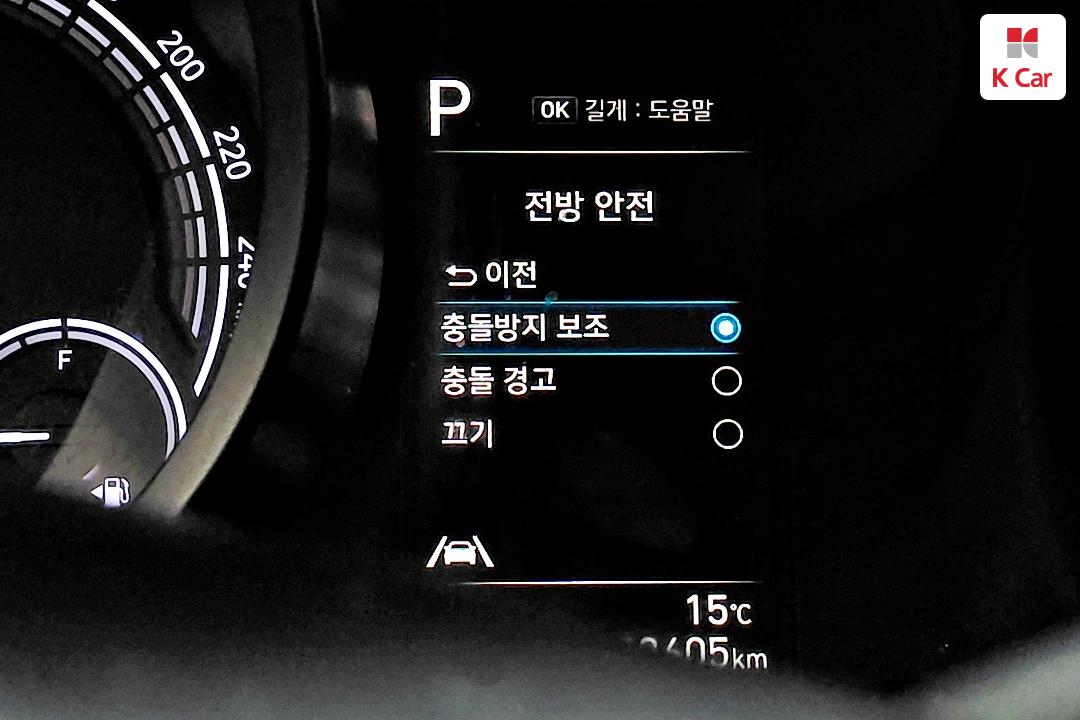 200
220
240
F
P
OK 길게 : 도움말
전방 안전
이전
충돌방지 보조
충돌 경고
끄기
15℃
K Car